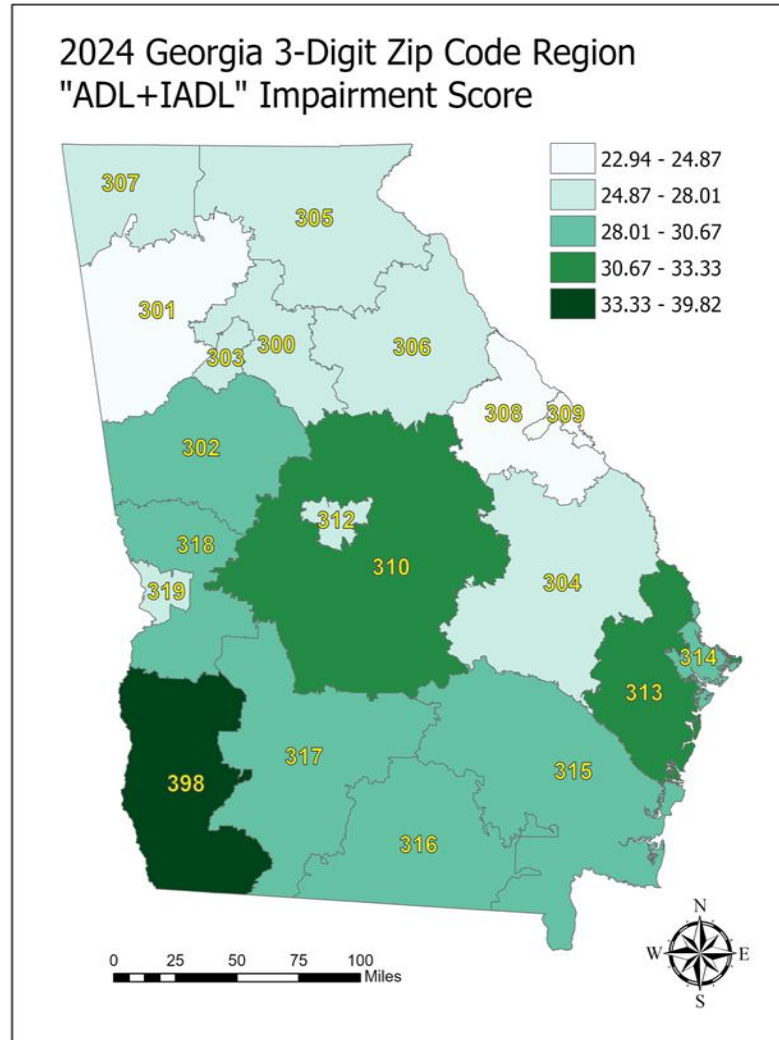 2024 Georgia 3-Digit Zip Code Region
"ADL+IADL" Impairment Score
22.94 - 24.87
24.87 - 28.01
28.01 - 30.67
30.67 - 33.33
33.33 - 39.82
307
305
301
300
303
306
308
309
302
312
318
310
319
304
314
313
398
317
315
316
0 25 50 75 100
Miles
N
W E
S